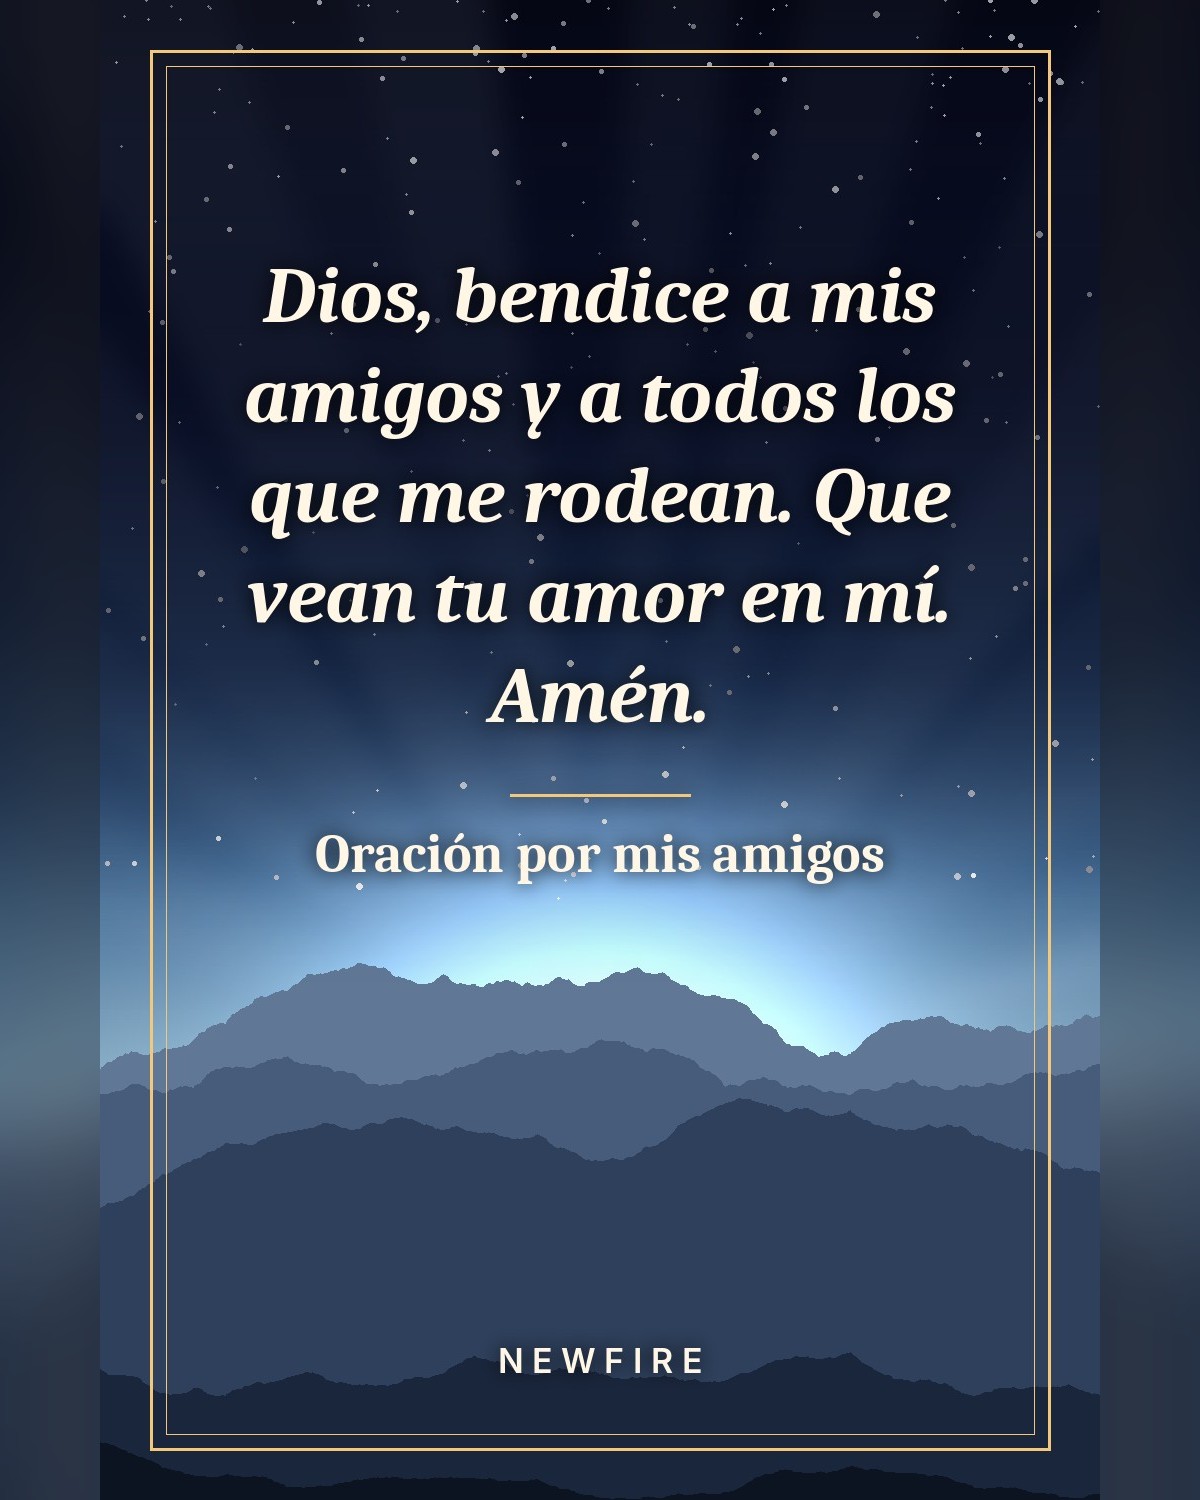 Dios, bendice a mis
amigos y a todos los
que me rodean. Que
vean tu amor en mí.
Amén.
Oración por mis amigos
NEWFIRE